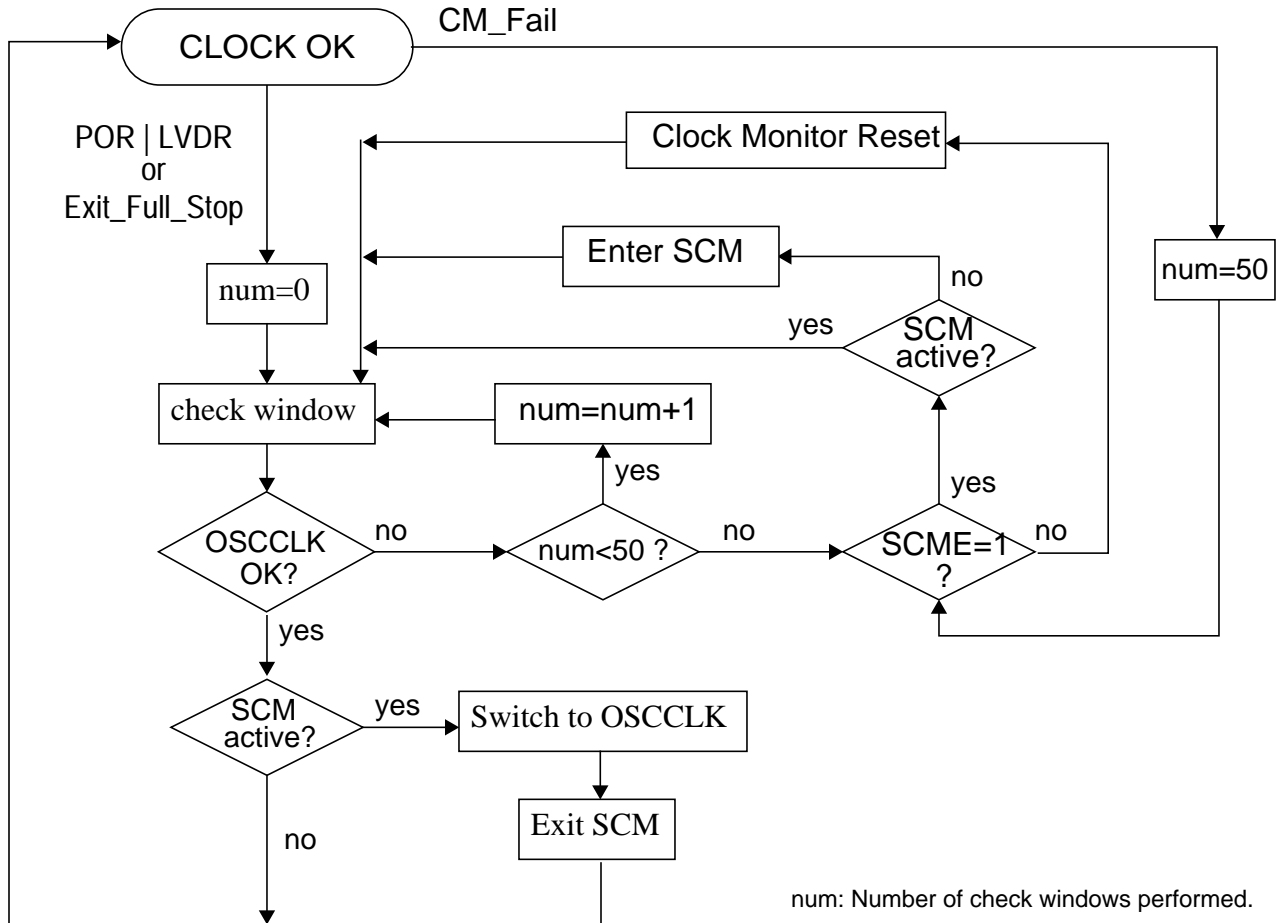 CM_Fail
CLOCK OK
POR | LVDR
or
Exit_Full_Stop
Clock Monitor Reset
Enter SCM
num=50
num=0
no
yes
SCM
active?
check window
num=num+1
yes
yes
OSCCLK
OK?
no
num<50 ?
no
SCME=1
?
no
yes
SCM
active?
yes
Switch to OSCCLK
Exit SCM
no
num: Number of check windows performed.